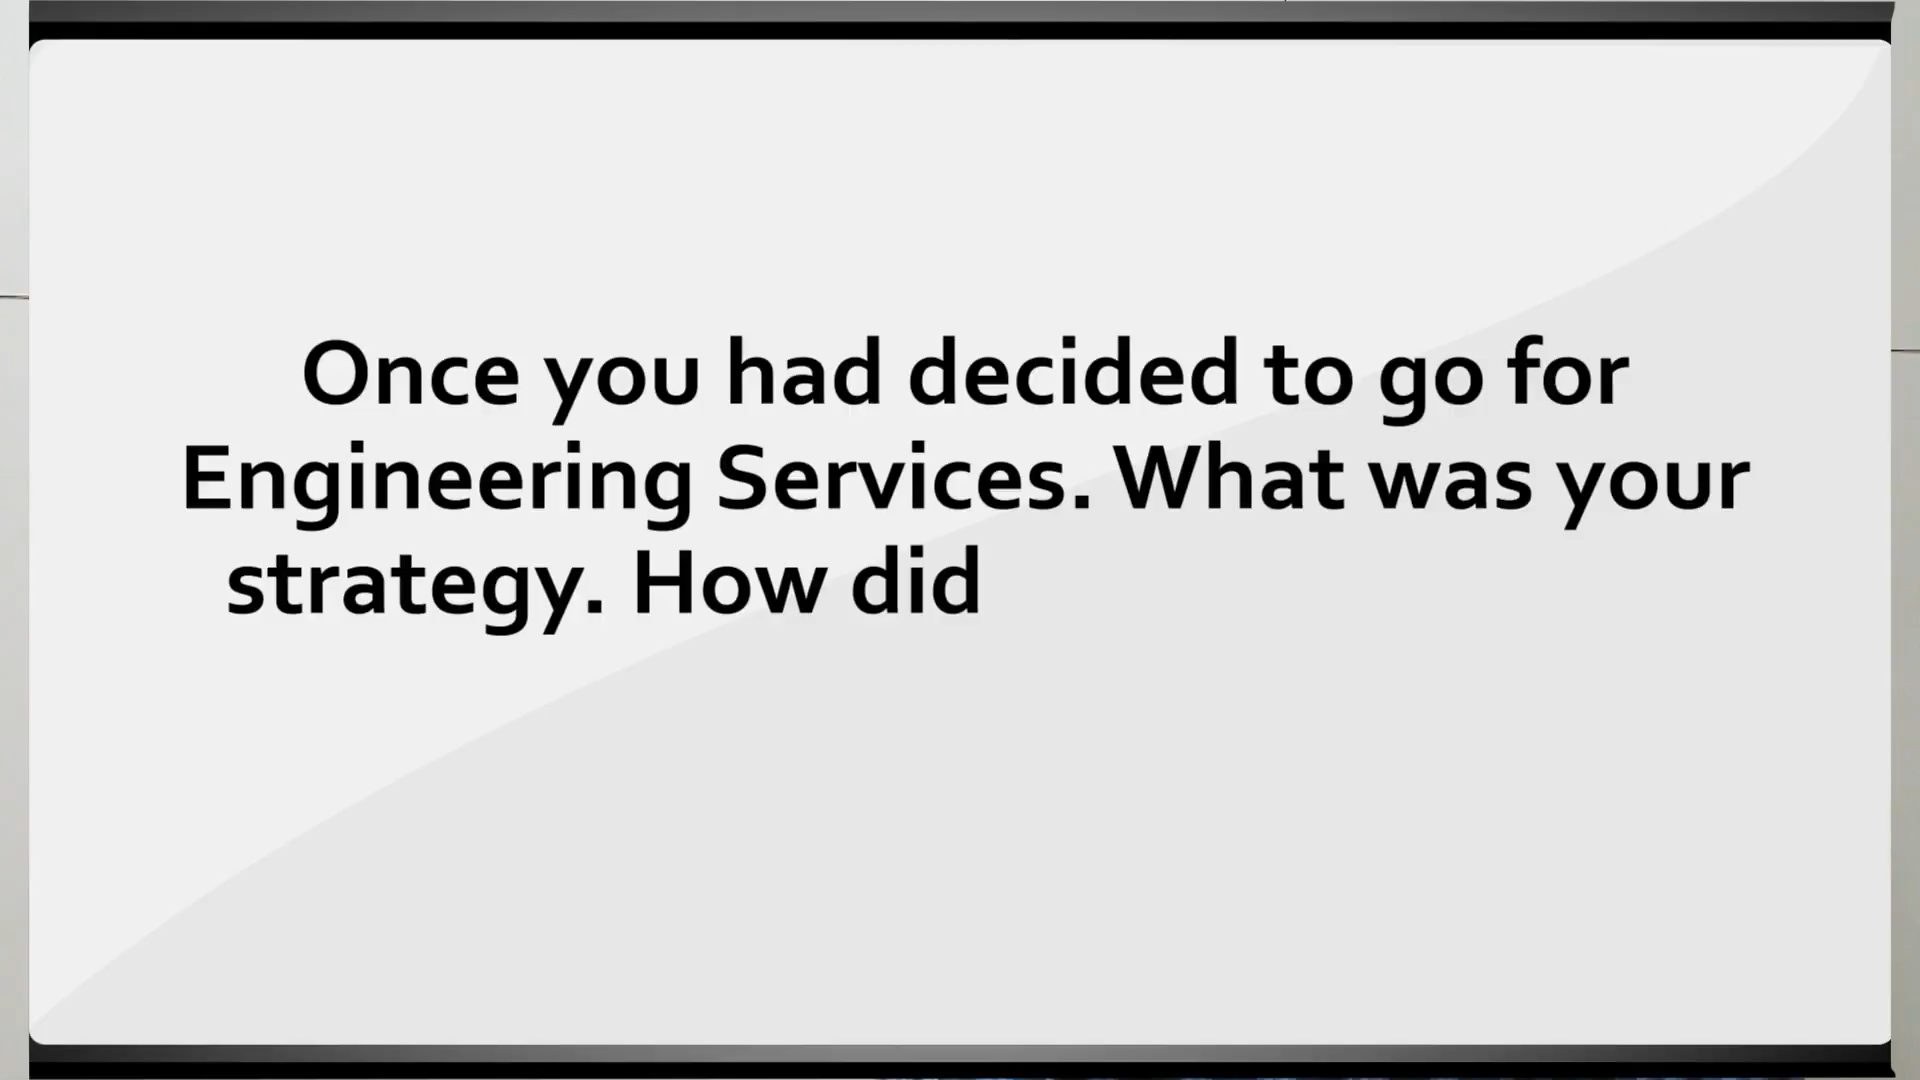 Once you had decided to go for
Engineering Services. What was your
strategy. How did